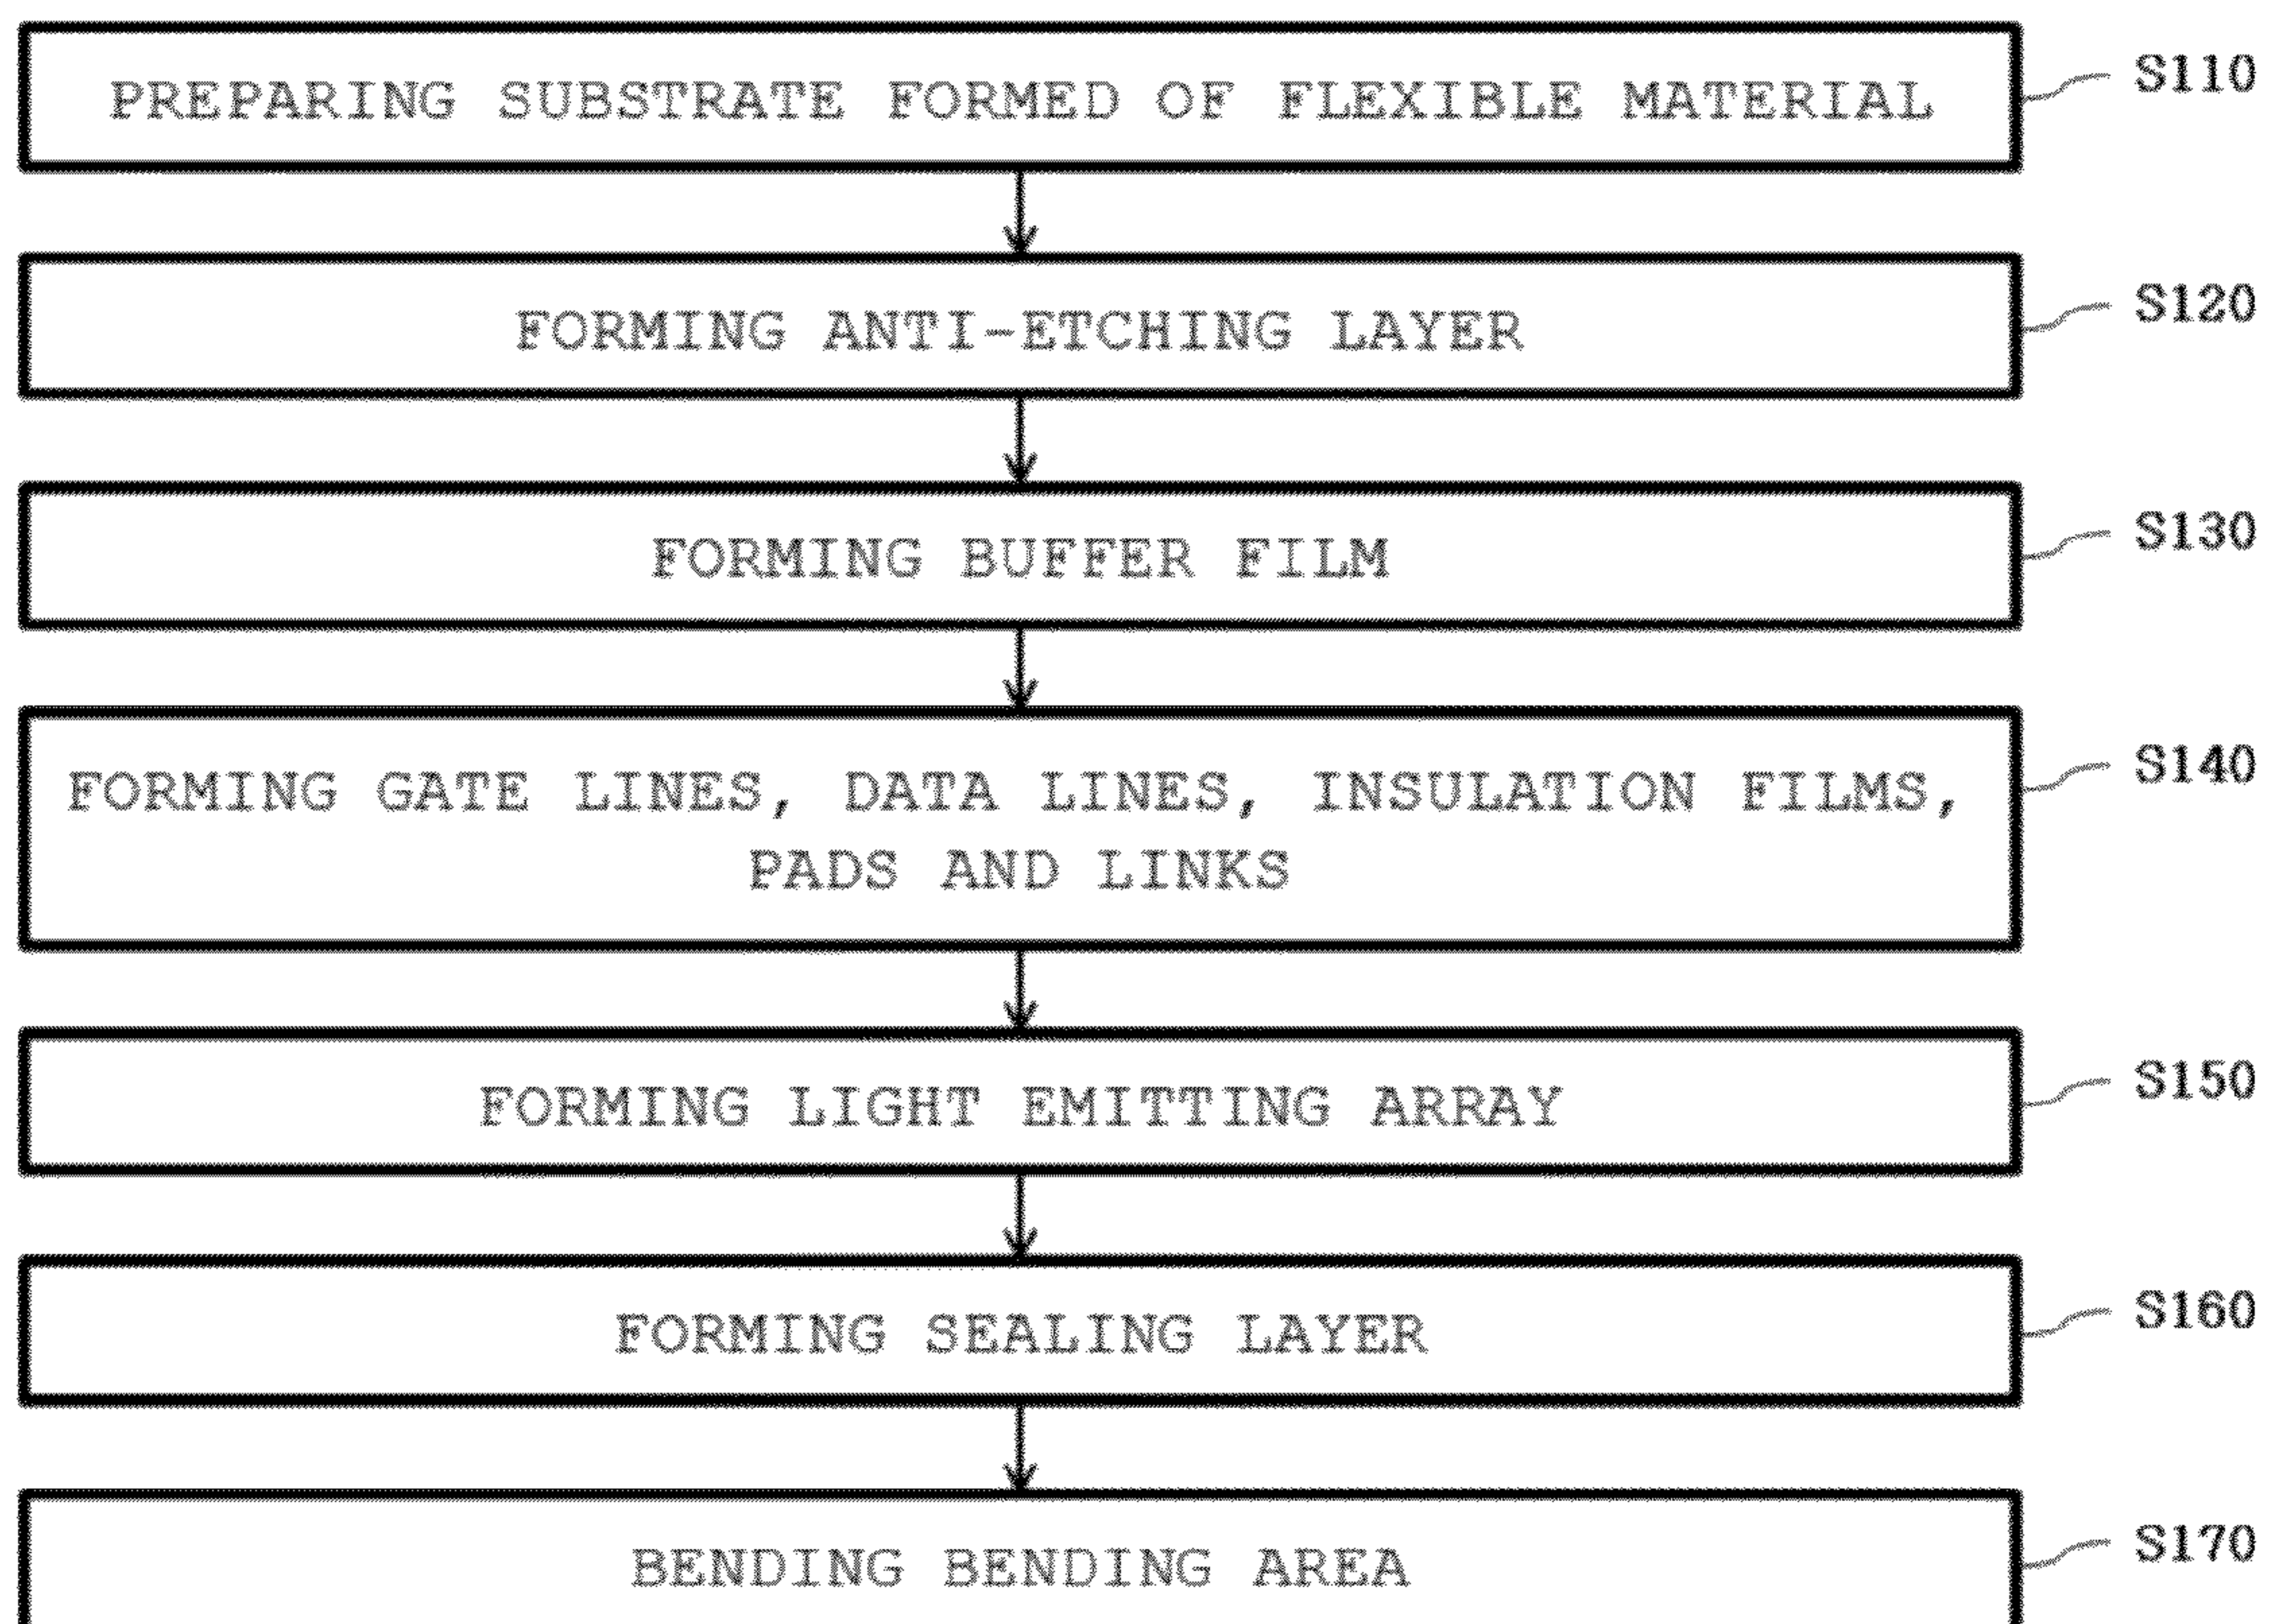 PREPARING SUBSTRATE FORMED OF FLEXIBLE MATERIAL
S110
FORMING ANTI-ETCHING LAYER
S120
FORMING BUFFER FILM
S130
FORMING GATE LINES, DATA LINES, INSULATION FILMS,
PADS AND LINKS
S140
FORMING LIGHT EMITTING ARRAY
S150
FORMING SEALING LAYER
S160
BENDING BENDING AREA
S170